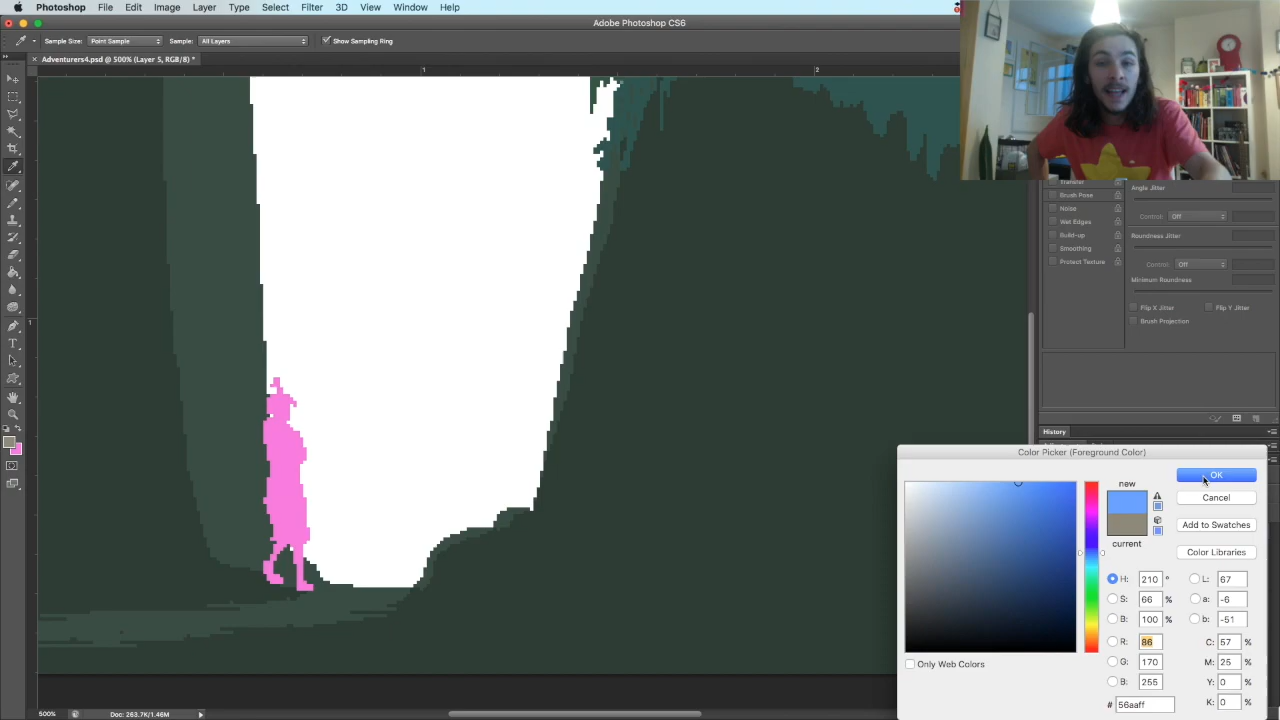 Photoshop File Edit Image Layer Type Select Filter 3D View Window Help
Adobe Photoshop CS6
Sample Size: Point Sample Sample: All Layers Show Sampling Ring
Adventurers4.psd @ 500% (Layer 5, RGB/8) *
1 2
1
Transfer Angle Jitter
Brush Pose
Noise Control: Off
Wet Edges
Build-up Roundness Jitter
Smoothing
Protect Texture Control: Off
Minimum Roundness
Flip X Jitter Flip Y Jitter
Brush Projection
History
Color Picker (Foreground Color)
new OK
Cancel
Add to Swatches
current Color Libraries
H: 210 ° L: 67
S: 66 % a: -6
B: 100 % b: -51
R: 86 C: 57 %
Only Web Colors G: 170 M: 25 %
B: 255 Y: 0 %
# 56aaff K: 0 %
500% Doc: 263.7K/1.46M